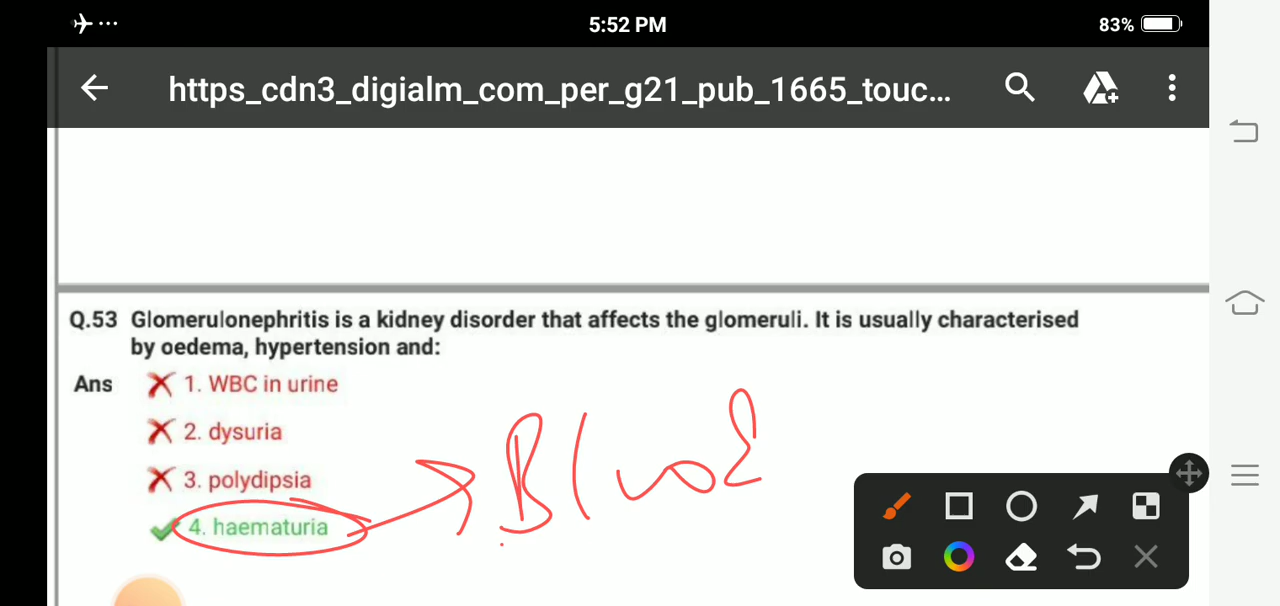 5:52 PM
83%
https_cdn3_digialm_com_per_g21_pub_1665_touc...
Q.53 Glomerulonephritis is a kidney disorder that affects the glomeruli. It is usually characterised
by oedema, hypertension and:
Ans 1. WBC in urine
2. dysuria
3. polydipsia
4. haematuria
Blood